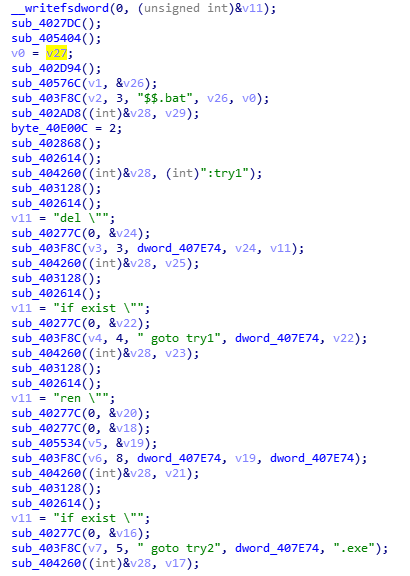 __writefsdword(0, (unsigned int)&v11);
sub_4027DC();
sub_405404();
v0 = v27;
sub_402D94();
sub_40576C(v1, &v26);
sub_403F8C(v2, 3, "$$.bat", v26, v0);
sub_402AD8((int)&v28, v29);
byte_40E00C = 2;
sub_402868();
sub_402614();
sub_404260((int)&v28, (int)":try1");
sub_403128();
sub_402614();
v11 = "del \"";
sub_40277C(0, &v24);
sub_403F8C(v3, 3, dword_407E74, v24, v11);
sub_404260((int)&v28, v25);
sub_403128();
sub_402614();
v11 = "if exist \"";
sub_40277C(0, &v22);
sub_403F8C(v4, 4, " goto try1", dword_407E74, v22);
sub_404260((int)&v28, v23);
sub_403128();
sub_402614();
v11 = "ren \"";
sub_40277C(0, &v20);
sub_40277C(0, &v18);
sub_405534(v5, &v19);
sub_403F8C(v6, 8, dword_407E74, v19, dword_407E74);
sub_404260((int)&v28, v21);
sub_403128();
sub_402614();
v11 = "if exist \"";
sub_40277C(0, &v16);
sub_403F8C(v7, 5, " goto try2", dword_407E74, ".exe");
sub_404260((int)&v28, v17);